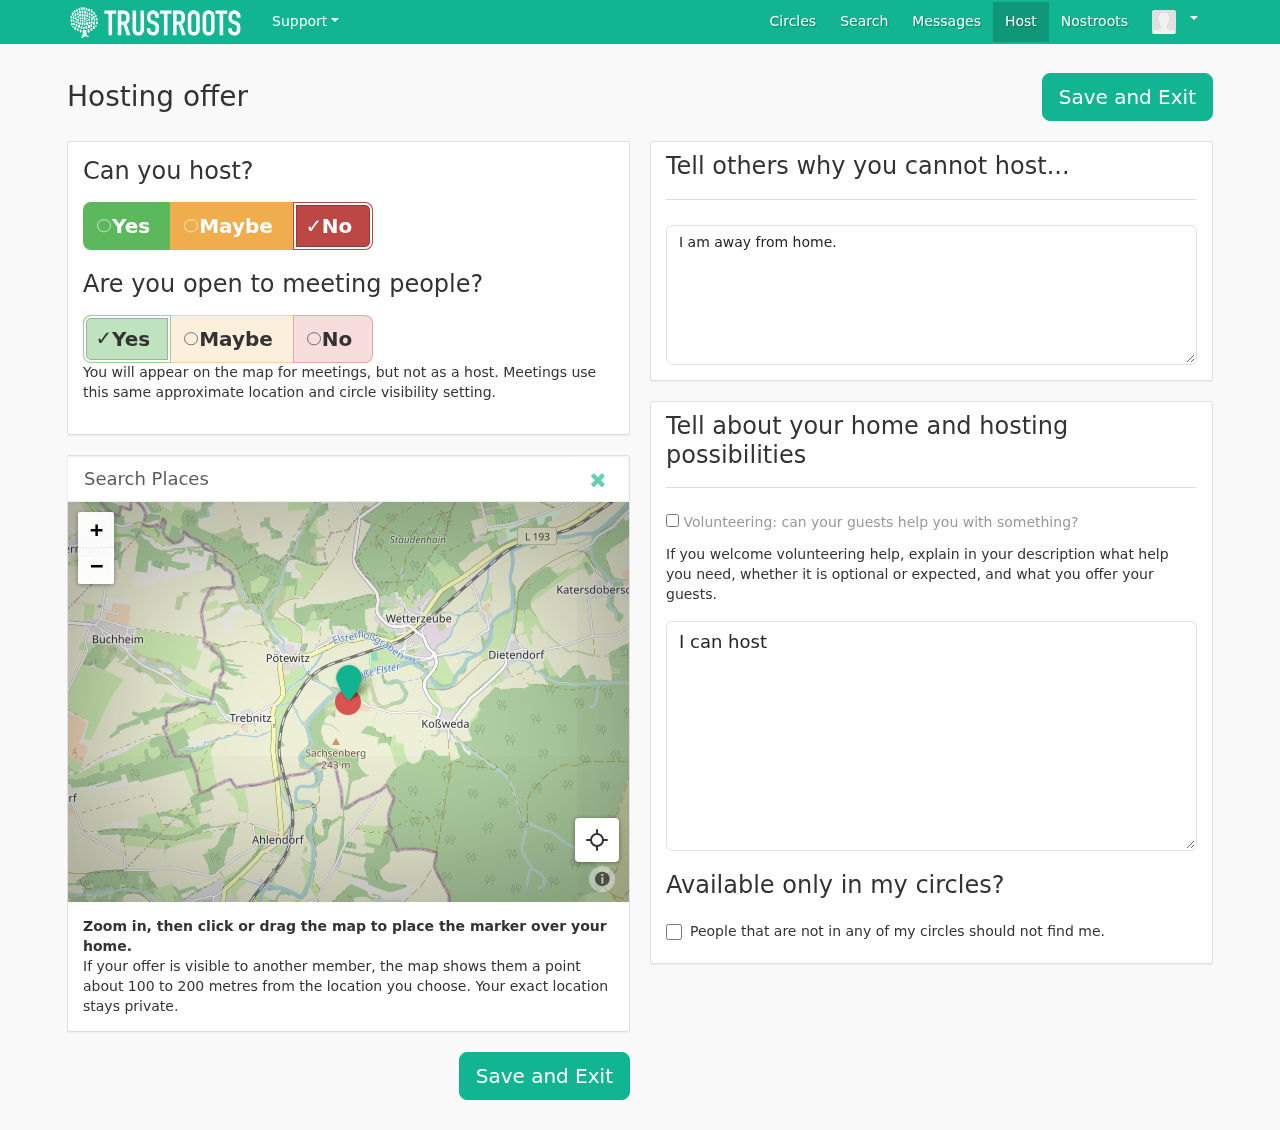 TRUSTROOTS
Support
Circles
Search
Messages
Host
Nostroots
Hosting offer
Save and Exit
Can you host?
Yes
Maybe
✓No
Are you open to meeting people?
✓Yes
Maybe
No
You will appear on the map for meetings, but not as a host. Meetings use
this same approximate location and circle visibility setting.
Search Places
+
−
Staudenhain
L 193
Katersdobersc
Wetterzeube
Buchheim
Elsterfloßgraben
Pötewitz
Dietendorf
ße Elster
Trebnitz
Koßweda
Sachsenberg
243 m
rf
Ahlendorf
Zoom in, then click or drag the map to place the marker over your
home.
If your offer is visible to another member, the map shows them a point
about 100 to 200 metres from the location you choose. Your exact location
stays private.
Save and Exit
Tell others why you cannot host...
I am away from home.
Tell about your home and hosting
possibilities
Volunteering: can your guests help you with something?
If you welcome volunteering help, explain in your description what help
you need, whether it is optional or expected, and what you offer your
guests.
I can host
Available only in my circles?
People that are not in any of my circles should not find me.